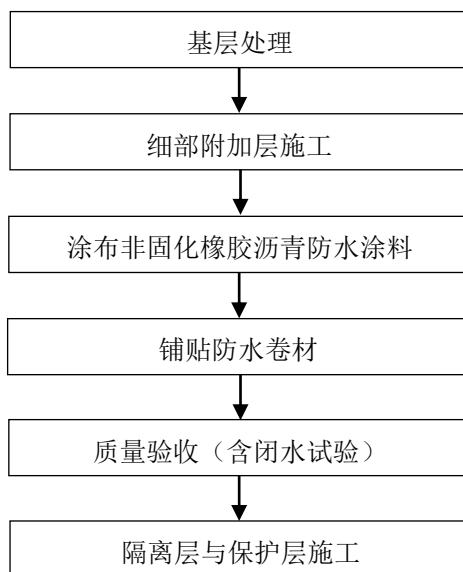 基层处理
细部附加层施工
涂布非固化橡胶沥青防水涂料
铺贴防水卷材
质量验收（含闭水试验）
隔离层与保护层施工